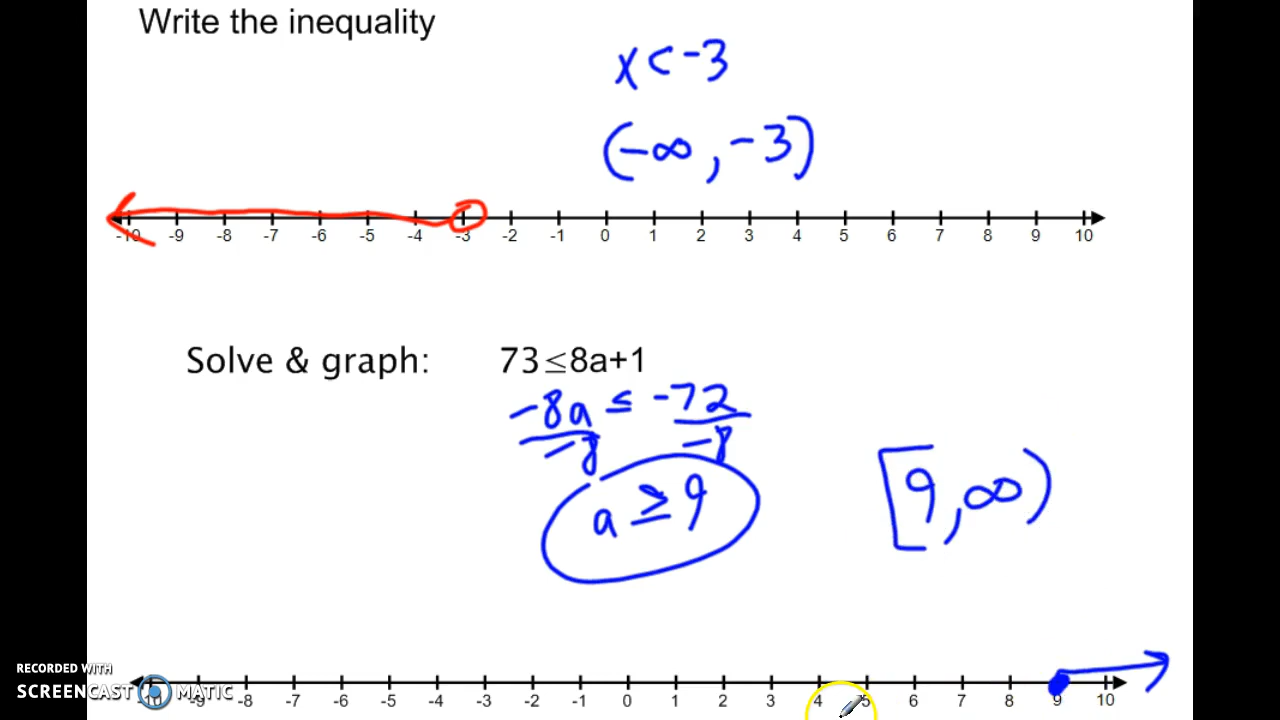 Write the inequality
x < -3
(-∞, -3)
-10 -9 -8 -7 -6 -5 -4 -3 -2 -1 0 1 2 3 4 5 6 7 8 9 10
Solve & graph: 73≤8a+1
-8a ≤ -72
-8 -8
a ≥ 9
[9, ∞)
-9 -8 -7 -6 -5 -4 -3 -2 -1 0 1 2 3 4 5 6 7 8 9 10
RECORDED WITH
SCREENCAST MATIC